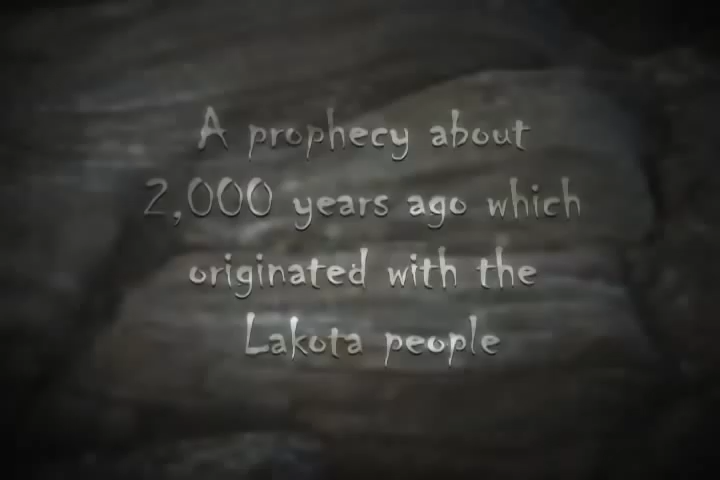 A prophecy about
2,000 years ago which
originated with the
Lakota people